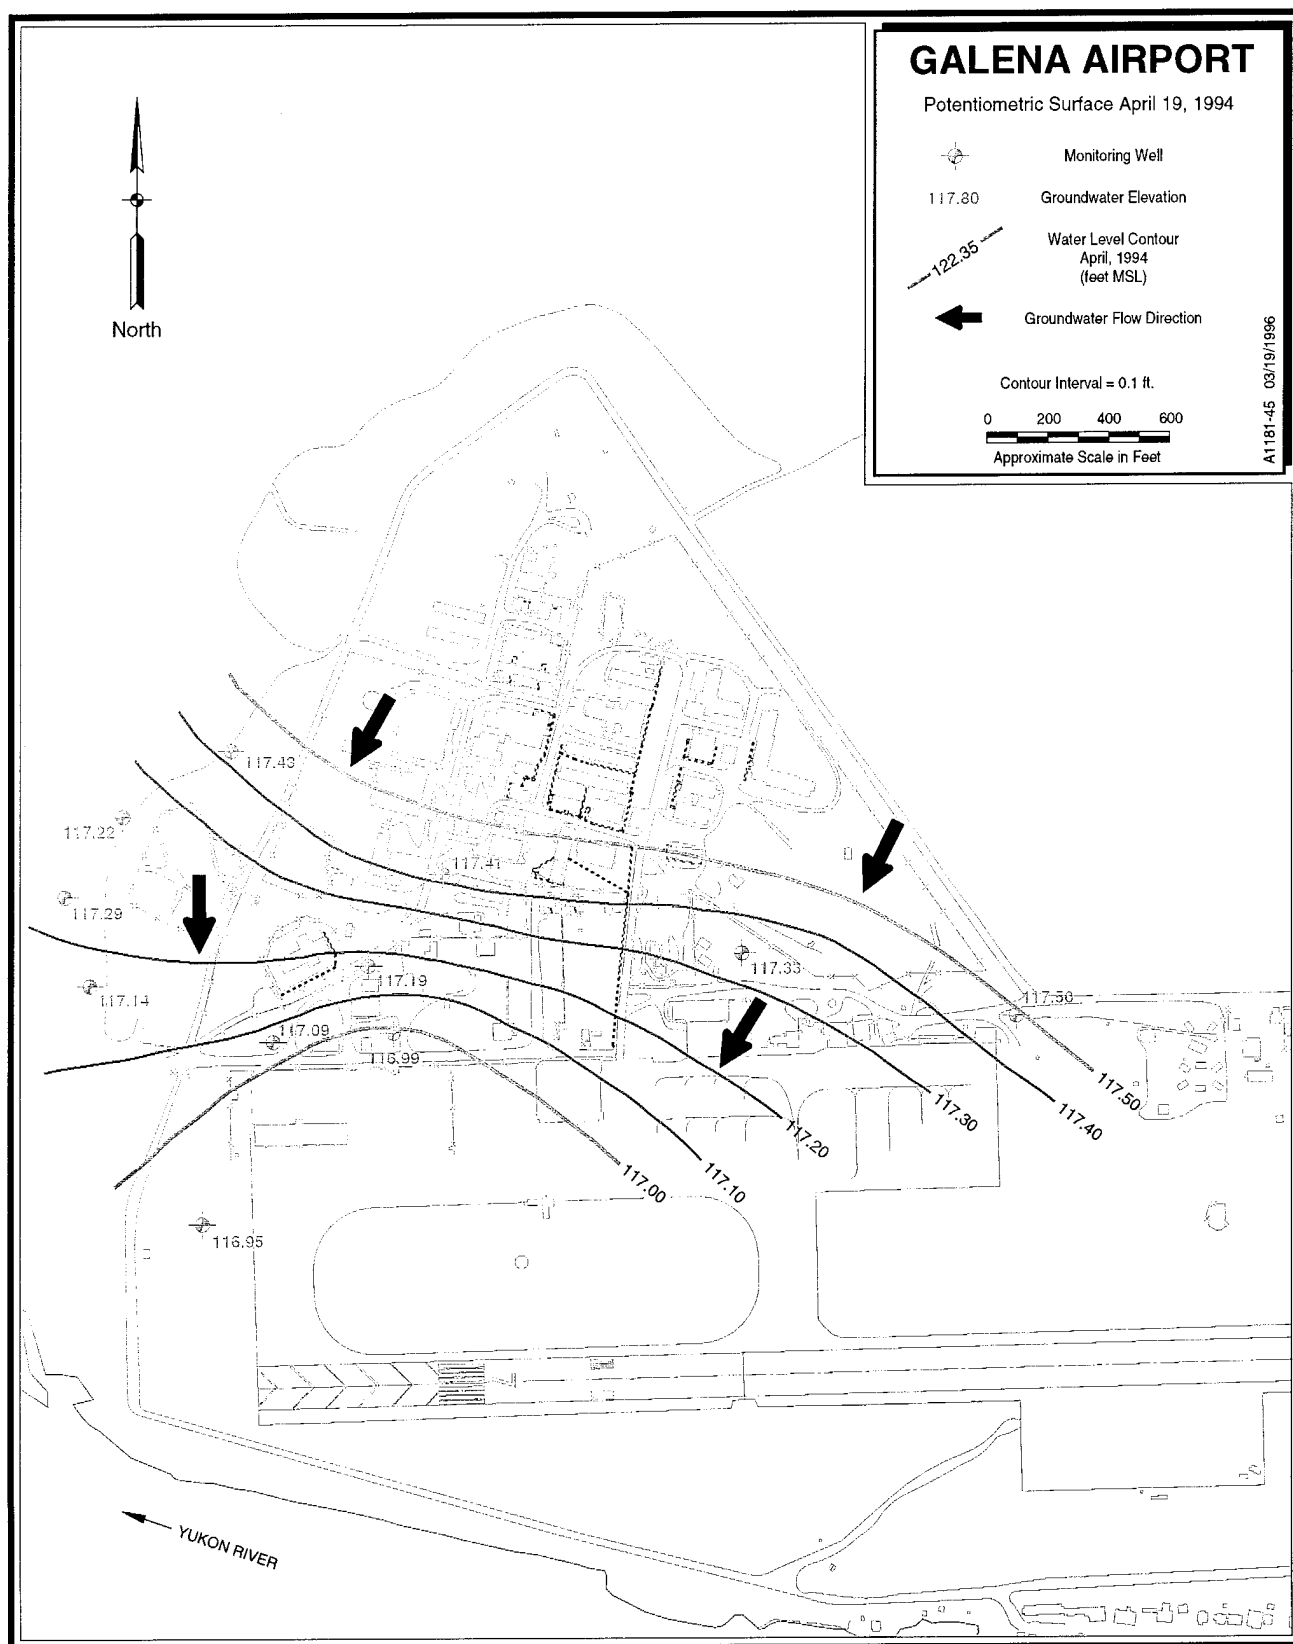 GALENA AIRPORT
Potentiometric Surface April 19, 1994
Monitoring Well
117.80 Groundwater Elevation
122.35 Water Level Contour
April, 1994
(feet MSL)
Groundwater Flow Direction
Contour Interval = 0.1 ft.
0 200 400 600
Approximate Scale in Feet
A1181-45 03/19/1996
North
117.43
117.22
117.41
117.29
117.33
117.19
117.14
117.50
117.09
116.99
117.50
117.40
117.30
117.20
117.10
117.00
116.95
YUKON RIVER